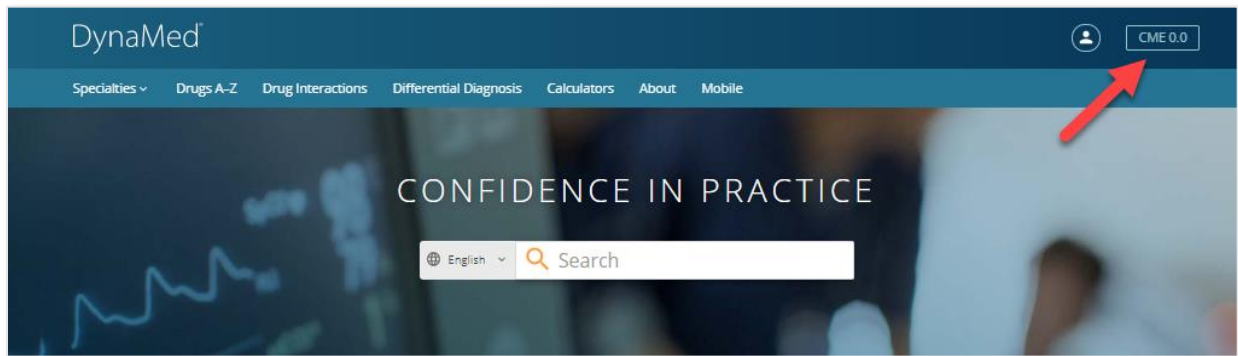 DynaMed
CME 0.0
Specialties Drugs A–Z Drug Interactions Differential Diagnosis Calculators About Mobile
CONFIDENCE IN PRACTICE
English Search